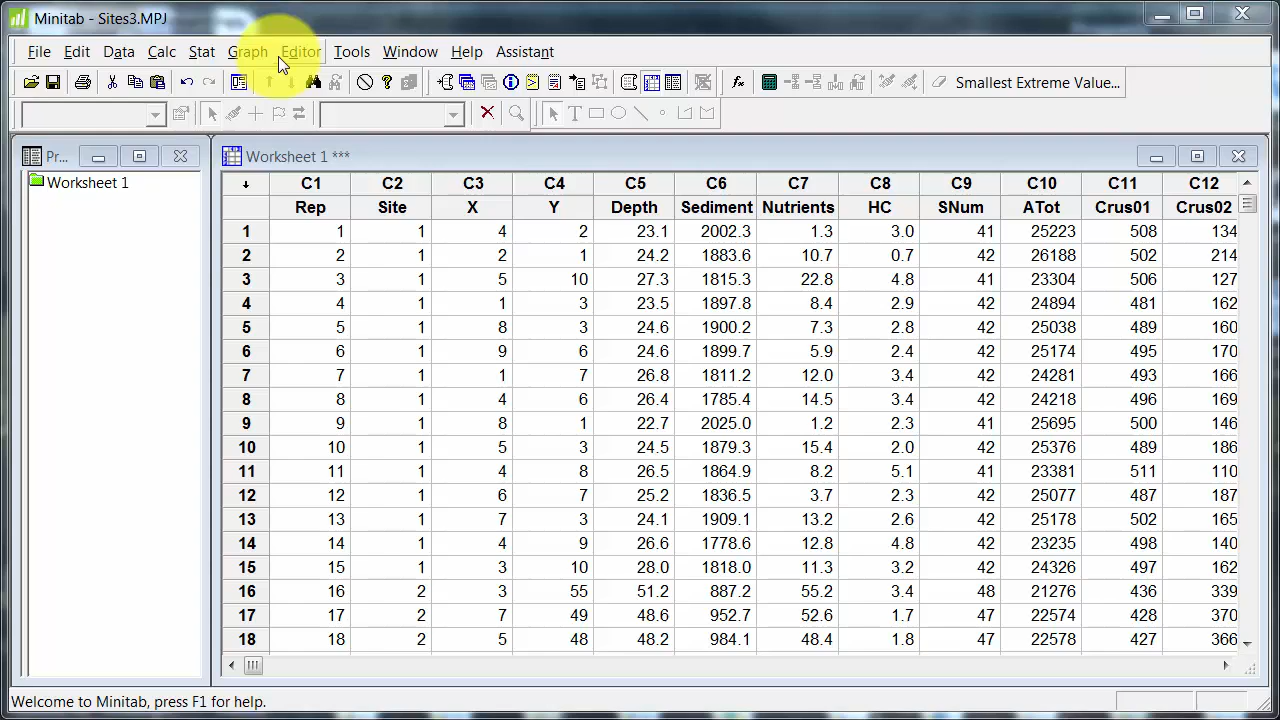 Minitab - Sites3.MPJ
File Edit Data Calc Stat Graph Editor Tools Window Help Assistant
Smallest Extreme Value...
Pr... Worksheet 1 ***
Worksheet 1
C1 C2 C3 C4 C5 C6 C7 C8 C9 C10 C11 C12
Rep Site X Depth Sediment Nutrients HC SNum ATot Crus01 Crus02
1 1 1 4 2 23.1 2002.3 1.3 3.0 41 25223 508 134
2 2 1 2 1 24.2 1883.6 10.7 0.7 42 26188 502 214
3 3 1 5 10 27.3 1815.3 22.8 4.8 41 23304 506 127
4 4 1 1 3 23.5 1897.8 8.4 2.9 42 24894 481 162
5 5 1 8 3 24.6 1900.2 7.3 2.8 42 25038 489 160
6 6 1 9 6 24.6 1899.7 5.9 2.4 42 25174 495 170
7 7 1 1 7 26.8 1811.2 12.0 3.4 42 24281 493 166
8 8 1 4 6 26.4 1785.4 14.5 3.4 42 24218 496 169
9 9 1 8 1 22.7 2025.0 1.2 2.3 41 25695 500 146
10 10 1 5 3 24.5 1879.3 15.4 2.0 42 25376 489 186
11 11 1 4 8 26.5 1864.9 8.2 5.1 41 23381 511 110
12 12 1 6 7 25.2 1836.5 3.7 2.3 42 25077 487 187
13 13 1 7 3 24.1 1909.1 13.2 2.6 42 25178 502 165
14 14 1 4 9 26.6 1778.6 12.8 4.8 42 23235 498 140
15 15 1 3 10 28.0 1818.0 11.3 3.2 42 24326 497 162
16 16 2 3 55 51.2 887.2 55.2 3.4 48 21276 436 339
17 17 2 7 49 48.6 952.7 52.6 1.7 47 22574 428 370
18 18 2 5 48 48.2 984.1 48.4 1.8 47 22578 427 366
Welcome to Minitab, press F1 for help.